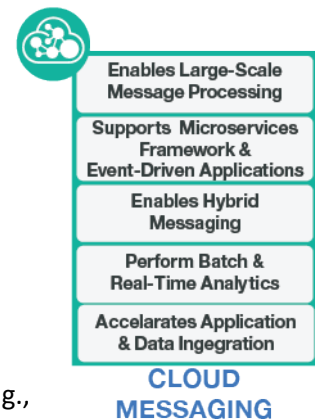 Enables Large-Scale
Message Processing
Supports Microservices
Framework &
Event-Driven Applications
Enables Hybrid
Messaging
Perform Batch &
Real-Time Analytics
Accelarates Application
& Data Ingegration
CLOUD
MESSAGING
g.,